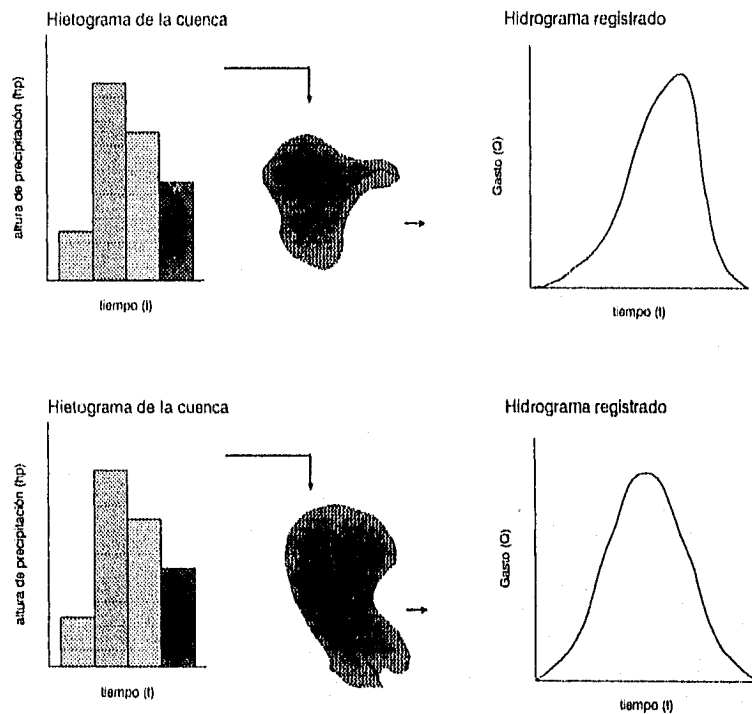 Hietograma de la cuenca
Hidrograma registrado
altura de precipitación (hp)
Gasto (Q)
tiempo (t)
tiempo (t)
Hietograma de la cuenca
Hidrograma registrado
altura de precipitación (hp)
Gasto (Q)
tiempo (t)
tiempo (t)